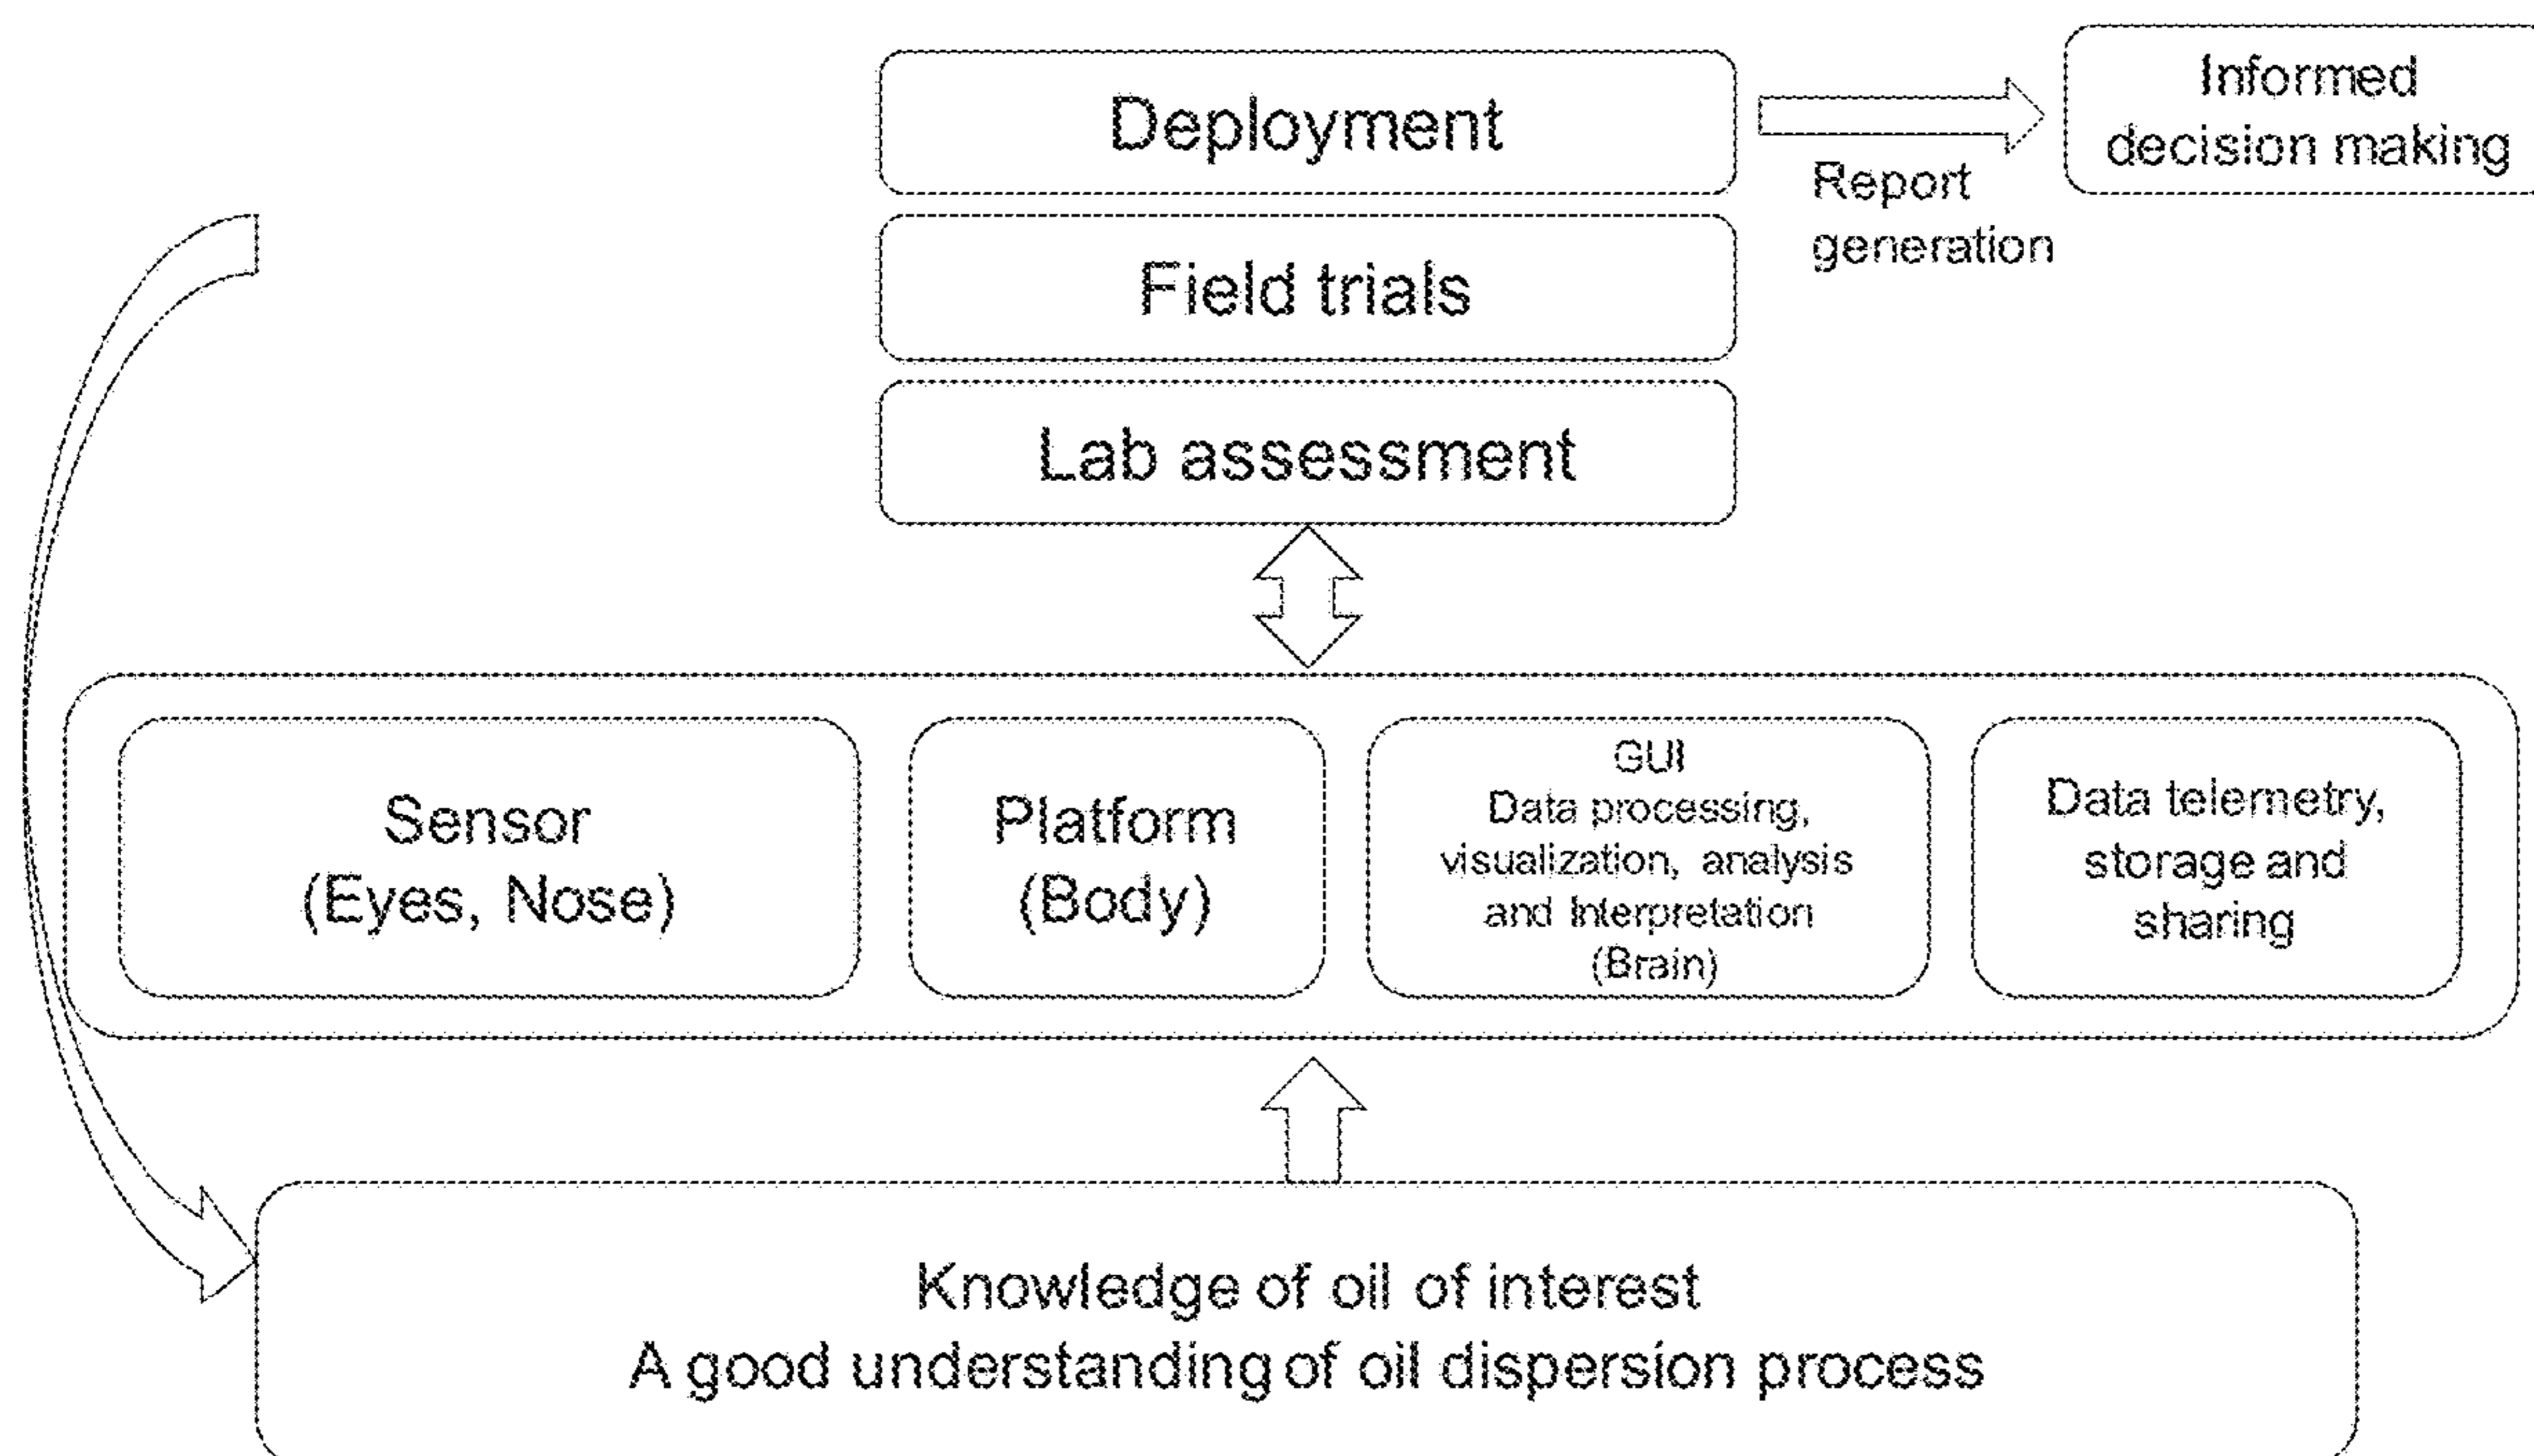 Deployment
Informed
decision making
Report
generation
Field trials
Lab assessment
Sensor
(Eyes, Nose)
Platform
(Body)
GUI
Data processing,
visualization, analysis
and Interpretation
(Brain)
Data telemetry,
storage and
sharing
Knowledge of oil of interest
A good understanding of oil dispersion process